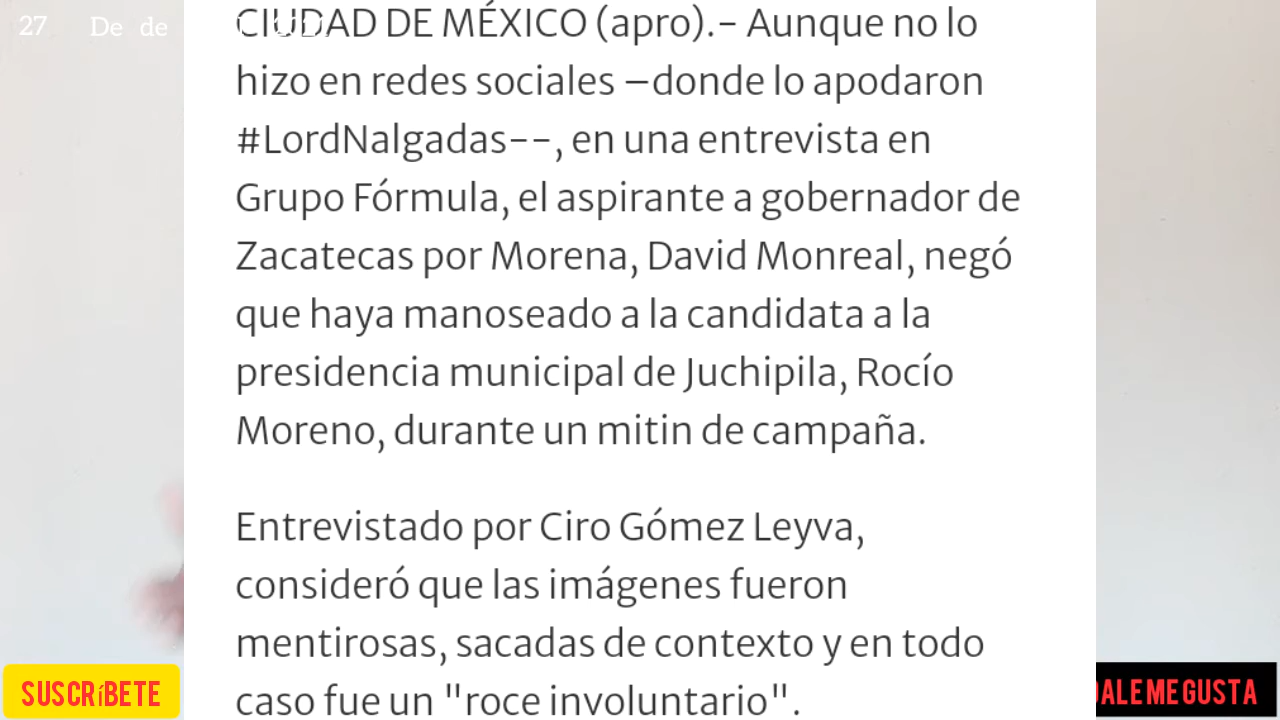 27 De de
CIUDAD DE MÉXICO (apro).- Aunque no lo
hizo en redes sociales –donde lo apodaron
#LordNalgadas--, en una entrevista en
Grupo Fórmula, el aspirante a gobernador de
Zacatecas por Morena, David Monreal, negó
que haya manoseado a la candidata a la
presidencia municipal de Juchipila, Rocío
Moreno, durante un mitin de campaña.
Entrevistado por Ciro Gómez Leyva,
consideró que las imágenes fueron
mentirosas, sacadas de contexto y en todo
caso fue un "roce involuntario".
SUSCRíBETE
DALE ME GUSTA